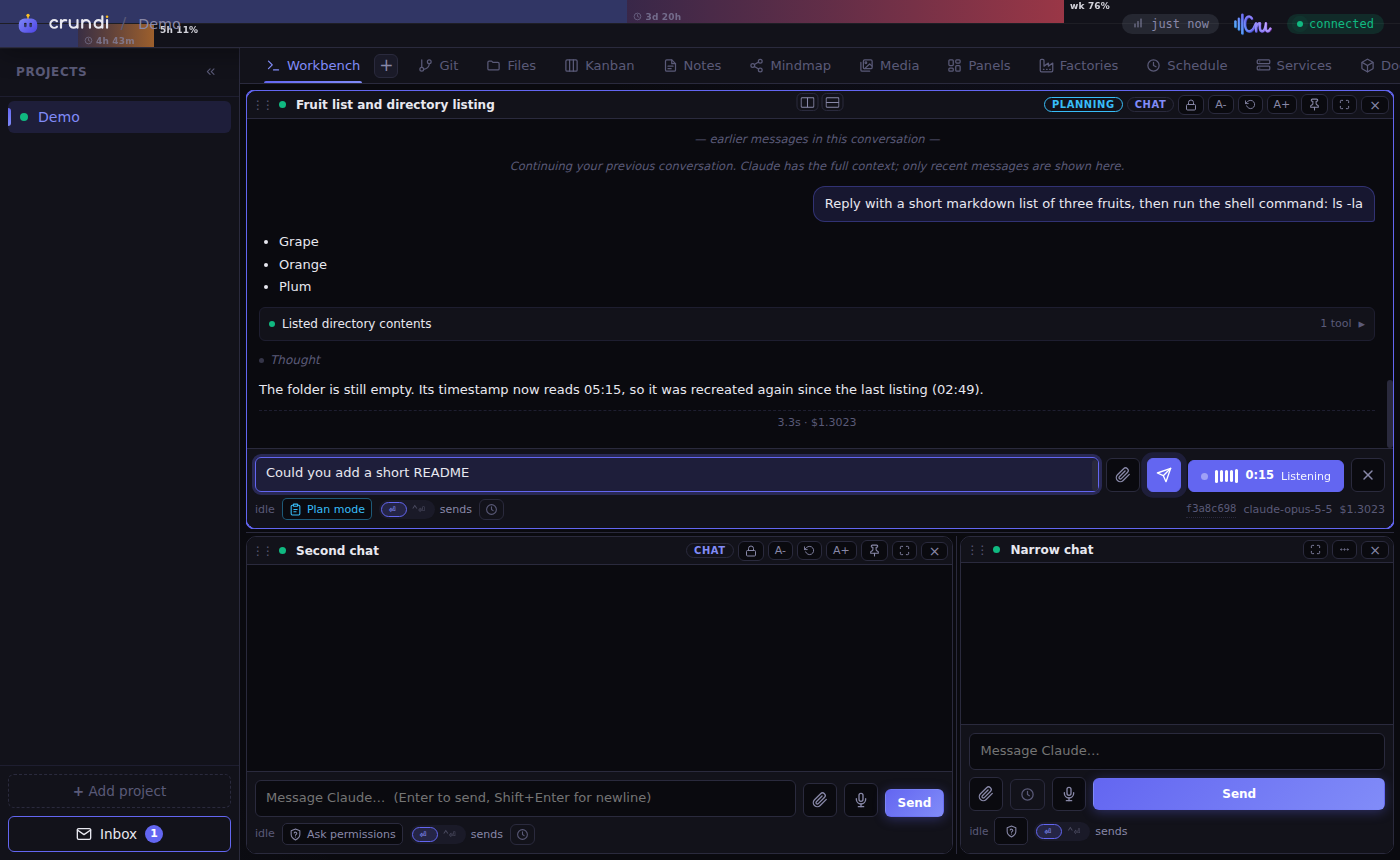 crundi / Demo
3d 20h
wk 76%
4h 43m
5h 11%
just now
connected
PROJECTS «
Demo
+ Add project
Inbox 1
Workbench + Git Files Kanban Notes Mindmap Media Panels Factories Schedule Services Do
Fruit list and directory listing
PLANNING CHAT A- A+
— earlier messages in this conversation —
Continuing your previous conversation. Claude has the full context; only recent messages are shown here.
Reply with a short markdown list of three fruits, then run the shell command: ls -la
• Grape
• Orange
• Plum
Listed directory contents 1 tool ▸
Thought
The folder is still empty. Its timestamp now reads 05:15, so it was recreated again since the last listing (02:49).
3.3s · $1.3023
Could you add a short README
0:15 Listening
idle Plan mode sends
f3a8c698 claude-opus-5-5 $1.3023
Second chat
CHAT A- A+
Message Claude… (Enter to send, Shift+Enter for newline)
Send
idle Ask permissions sends
Narrow chat
Message Claude…
Send
idle sends